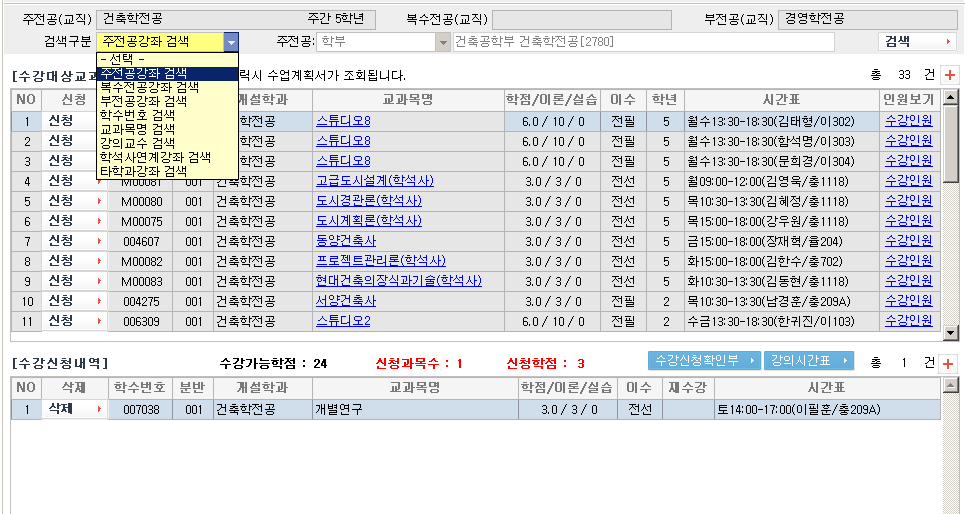 주전공(교직) 건축학전공 주간 5학년 복수전공(교직) 부전공(교직) 경영학전공
검색구분 주전공강좌 검색 주전공: 학부 건축공학부 건축학전공[2780] 검색
- 선택 -
주전공강좌 검색
복수전공강좌 검색
부전공강좌 검색
학수번호 검색
교과목명 검색
강의교수 검색
학석사연계강좌 검색
타학과강좌 검색
[수강대상교과 력시 수업계획서가 조회됩니다. 총 33 건
NO 신청 개설학과 교과목명 학점/이론/실습 이수 학년 시간표 인원보기
1 신청 학전공 스튜디오8 6.0 / 10 / 0 전필 5 월수13:30-18:30(김태형/이302) 수강인원
2 신청 학전공 스튜디오8 6.0 / 10 / 0 전필 5 월수13:30-18:30(함석명/이303) 수강인원
3 신청 학전공 스튜디오8 6.0 / 10 / 0 전필 5 월수13:30-18:30(문희경/이304) 수강인원
4 신청 M00081 001 건축학전공 고급도시설계(학석사) 3.0 / 3 / 0 전선 5 월09:00-12:00(김영욱/충1118) 수강인원
5 신청 M00080 001 건축학전공 도시경관론(학석사) 3.0 / 3 / 0 전선 5 목10:30-13:30(김혜정/충1118) 수강인원
6 신청 M00075 001 건축학전공 도시계획론(학석사) 3.0 / 3 / 0 전선 5 목15:00-18:00(강우원/충1118) 수강인원
7 신청 004607 001 건축학전공 동양건축사 3.0 / 3 / 0 전선 5 금15:00-18:00(장재혁/율204) 수강인원
8 신청 M00082 001 건축학전공 프로젝트관리론(학석사) 3.0 / 3 / 0 전선 5 화15:00-18:00(김한수/충702) 수강인원
9 신청 M00083 001 건축학전공 현대건축의장식과기술(학석사) 3.0 / 3 / 0 전선 5 화10:30-13:30(김동현/충1118) 수강인원
10 신청 004275 001 건축학전공 서양건축사 3.0 / 3 / 0 전필 2 목10:30-13:30(남경훈/충209A) 수강인원
11 신청 006309 001 건축학전공 스튜디오2 6.0 / 10 / 0 전필 2 수금13:30-18:30(한귀진/이103) 수강인원
[수강신청내역] 수강가능학점 : 24 신청과목수 : 1 신청학점 : 3 수강신청확인부 강의시간표 총 1 건
NO 삭제 학수번호 분반 개설학과 교과목명 학점/이론/실습 이수 재수강 시간표
1 삭제 007038 001 건축학전공 개별연구 3.0 / 3 / 0 전선 토14:00-17:00(이필훈/충209A)